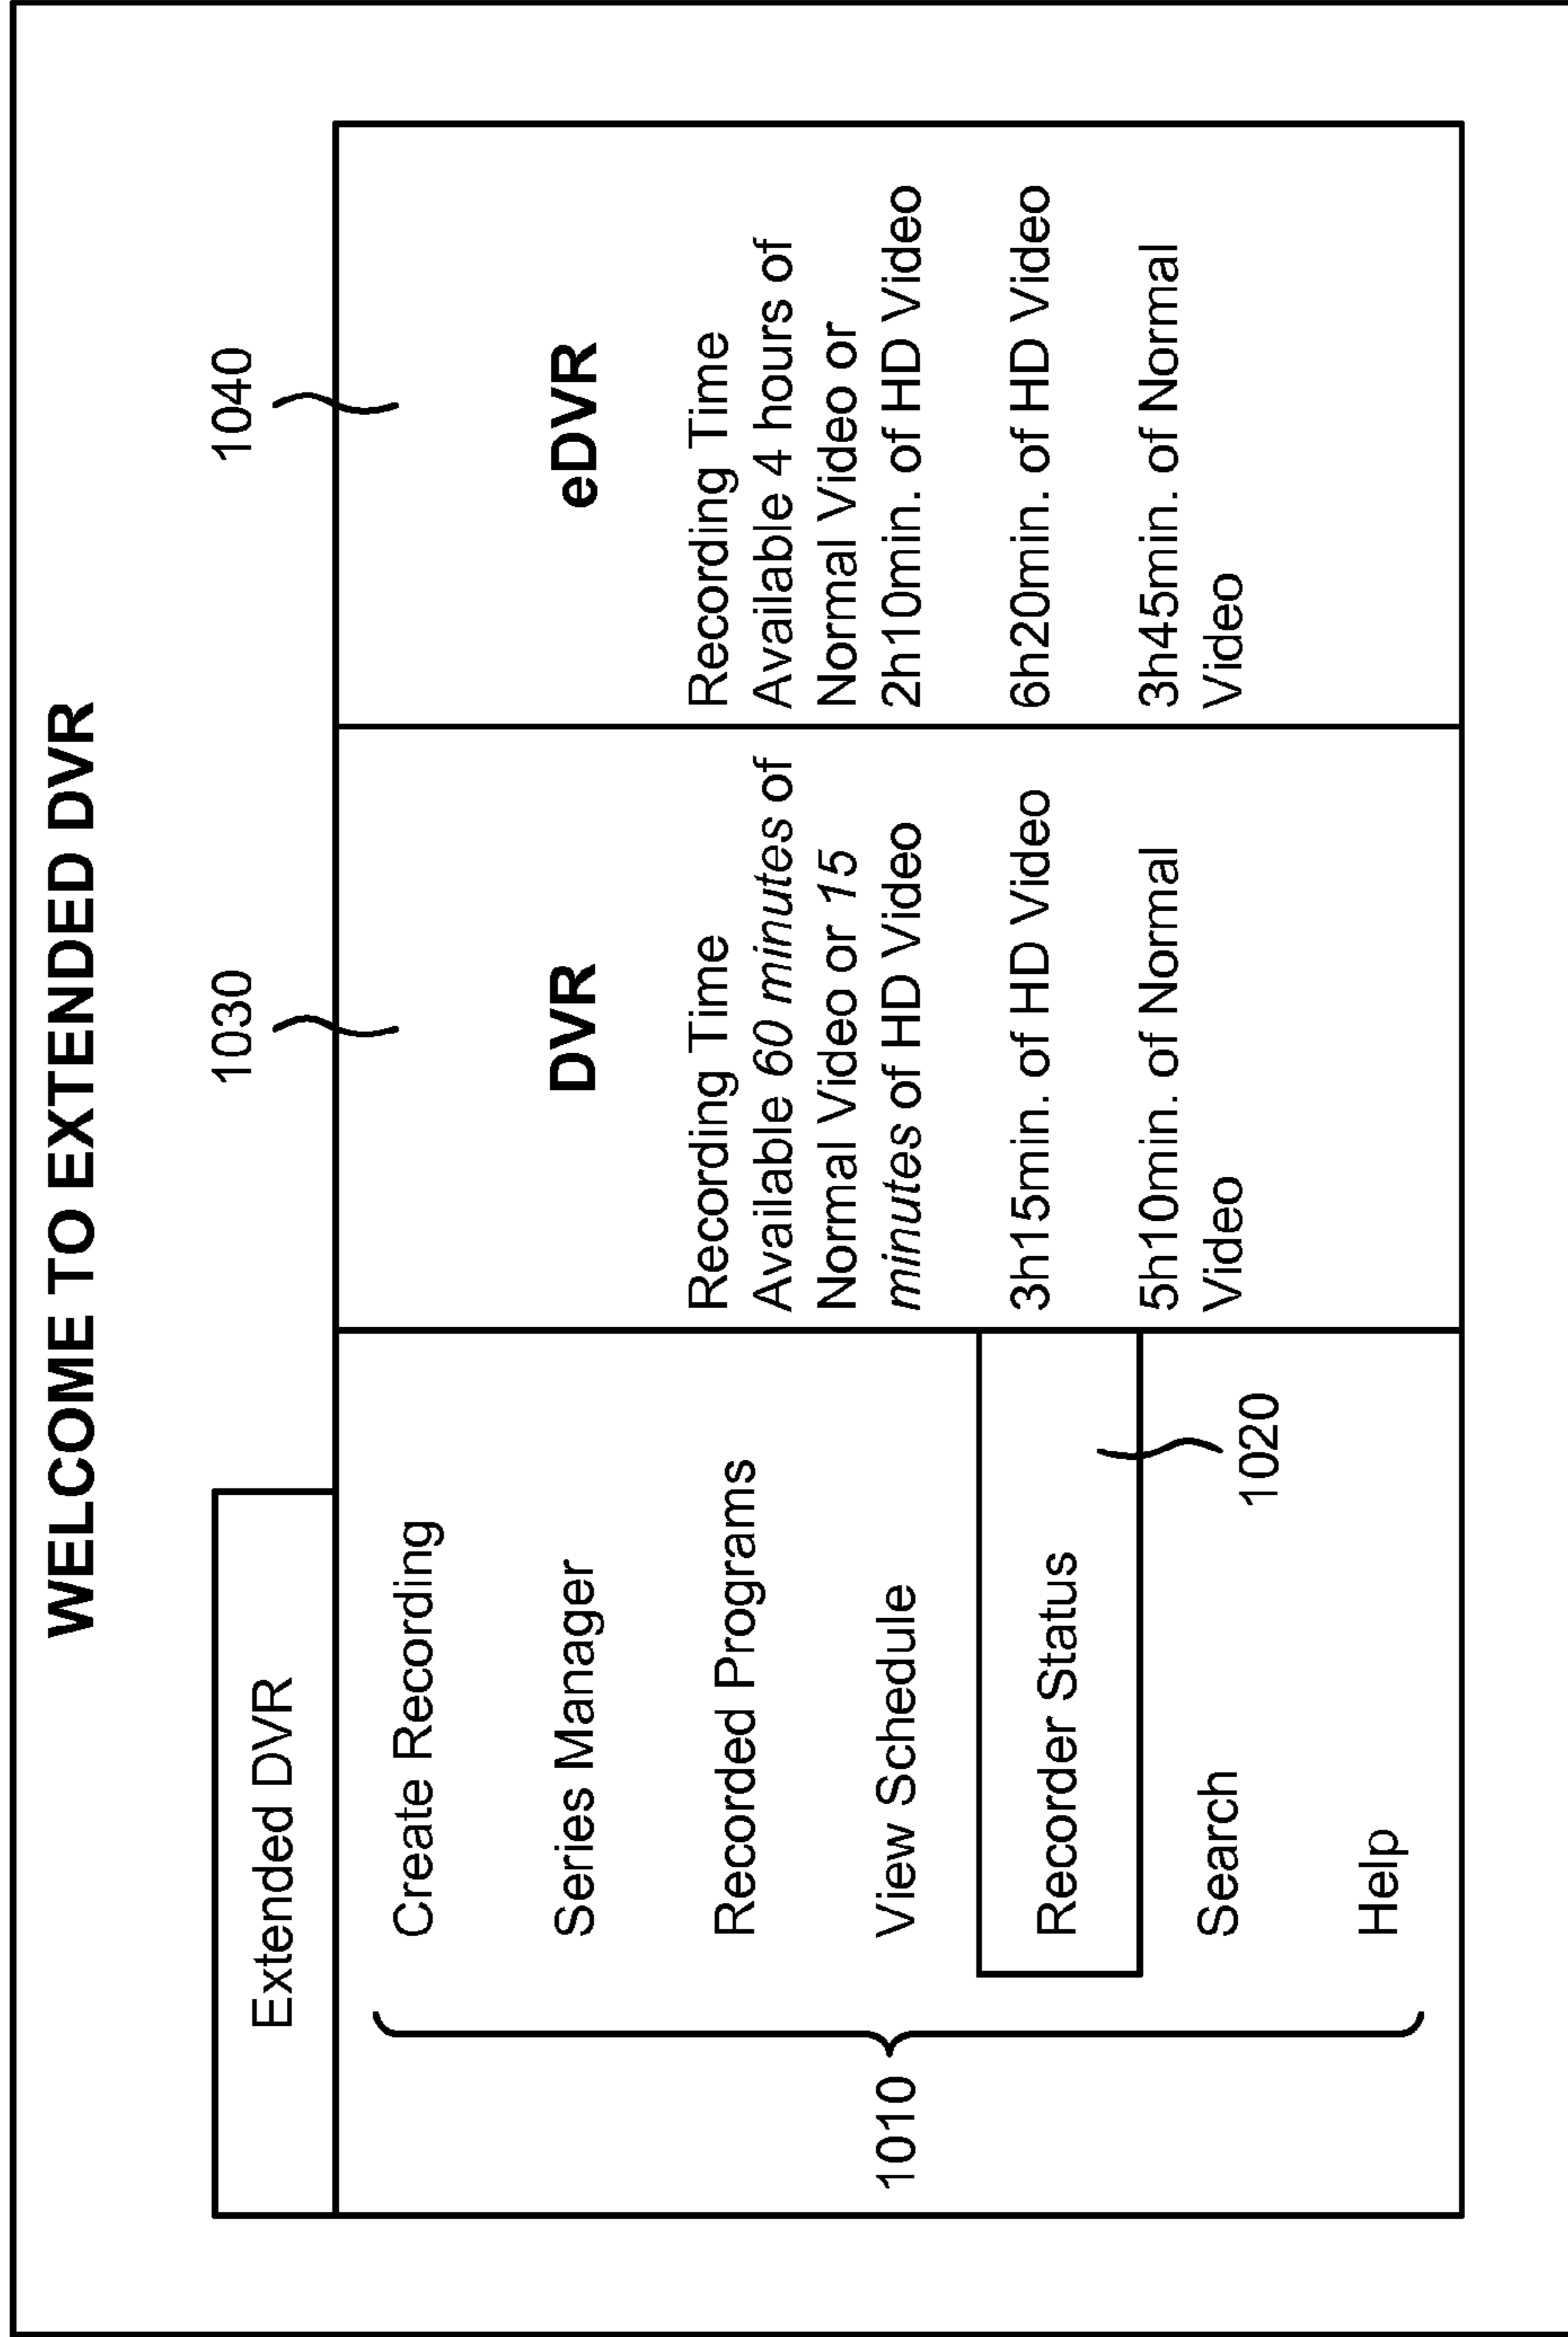 WELCOME TO EXTENDED DVR
Extended DVR
1030
1040
1010
Create Recording
Series Manager
Recorded Programs
View Schedule
Recorder Status
1020
Search
Help
DVR
Recording Time
Available 60 minutes of
Normal Video or 15
minutes of HD Video
3h15min. of HD Video
5h10min. of Normal
Video
eDVR
Recording Time
Available 4 hours of
Normal Video or
2h10min. of HD Video
6h20min. of HD Video
3h45min. of Normal
Video